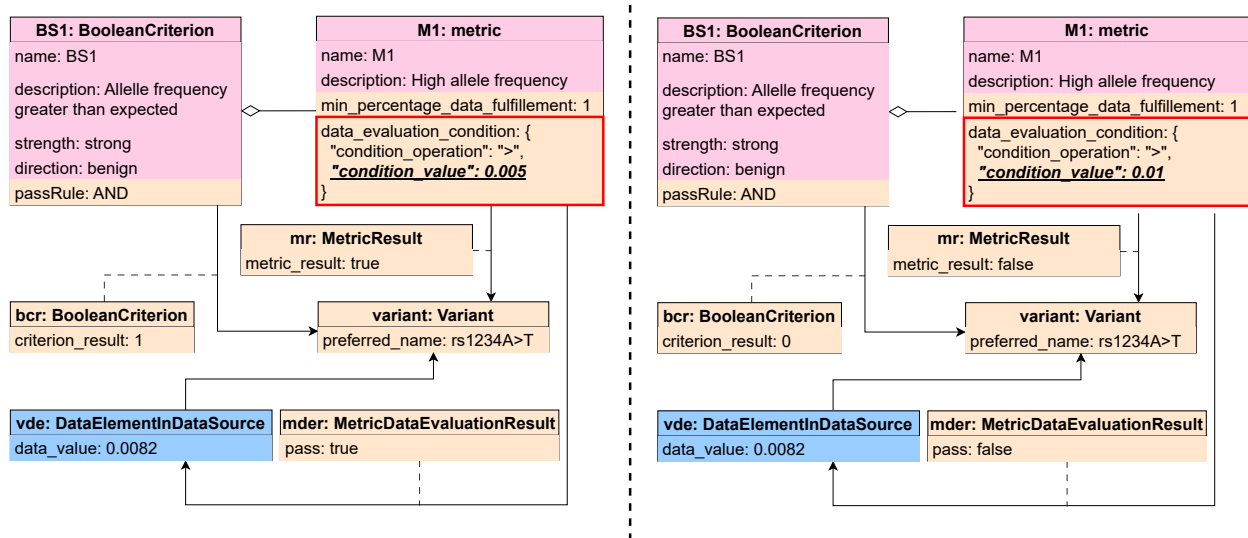 BS1: BooleanCriterion
name: BS1
description: Allelle frequency
greater than expected
strength: strong
direction: benign
passRule: AND
M1: metric
name: M1
description: High allele frequency
min_percentage_data_fulfillement: 1
data_evaluation_condition: {
"condition_operation": ">",
"condition_value": 0.005
}
mr: MetricResult
metric_result: true
bcr: BooleanCriterion
criterion_result: 1
variant: Variant
preferred_name: rs1234A>T
vde: DataElementInDataSource
data_value: 0.0082
mder: MetricDataEvaluationResult
pass: true
BS1: BooleanCriterion
name: BS1
description: Allelle frequency
greater than expected
strength: strong
direction: benign
passRule: AND
M1: metric
name: M1
description: High allele frequency
min_percentage_data_fulfillement: 1
data_evaluation_condition: {
"condition_operation": ">",
"condition_value": 0.01
}
mr: MetricResult
metric_result: false
bcr: BooleanCriterion
criterion_result: 0
variant: Variant
preferred_name: rs1234A>T
vde: DataElementInDataSource
data_value: 0.0082
mder: MetricDataEvaluationResult
pass: false